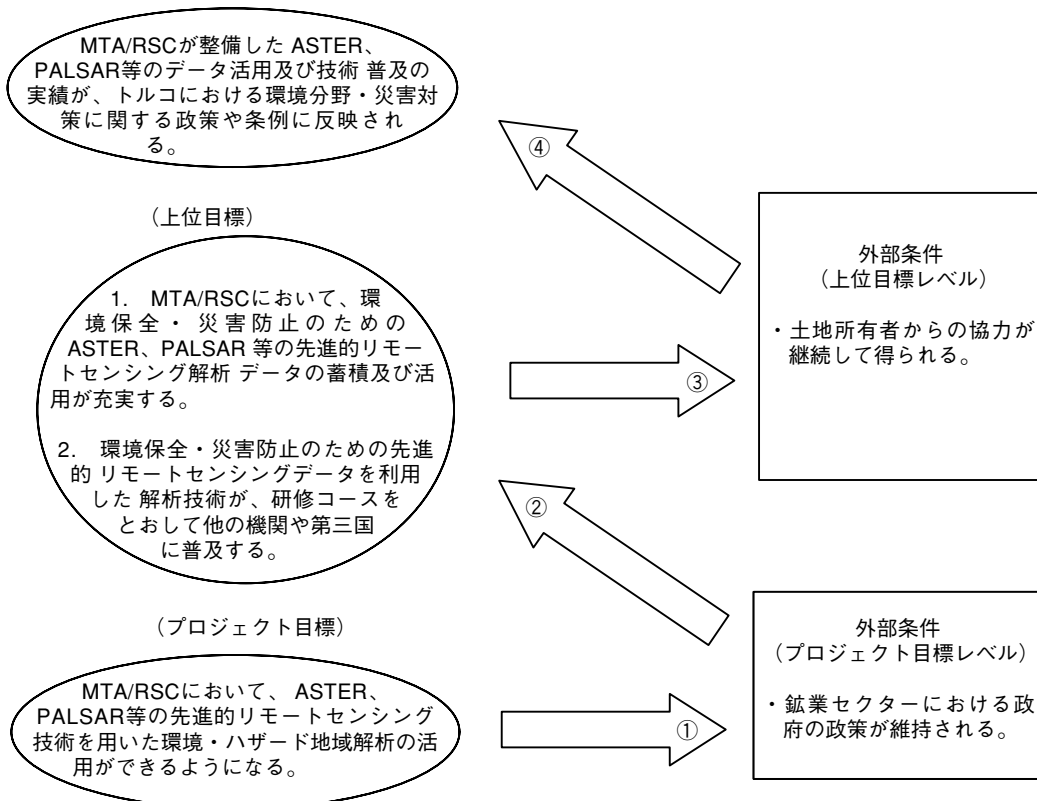 MTA/RSCが整備した ASTER、
PALSAR等のデータ活用及び技術 普及の
実績が、トルコにおける環境分野・災害対
策に関する政策や条例に反映され
る。
④
（上位目標）
外部条件
（上位目標レベル）
・土地所有者からの協力が
継続して得られる。
1. MTA/RSCにおいて、環
境保全・ 災害防止のための
ASTER、PALSAR 等の先進的リモー
トセンシング解析 データの蓄積及び活
用が充実する。
③
2. 環境保全・災害防止のための先進
的 リモートセンシングデータを利用
した 解析技術が、研修コースを
とおして他の機関や第三国
に普及する。
②
（プロジェクト目標）
外部条件
（プロジェクト目標レベル）
・鉱業セクターにおける政
府の政策が維持される。
MTA/RSCにおいて、 ASTER、
PALSAR等の先進的リモートセンシング
技術を用いた環境・ハザード地域解析の活
用ができるようになる。
①